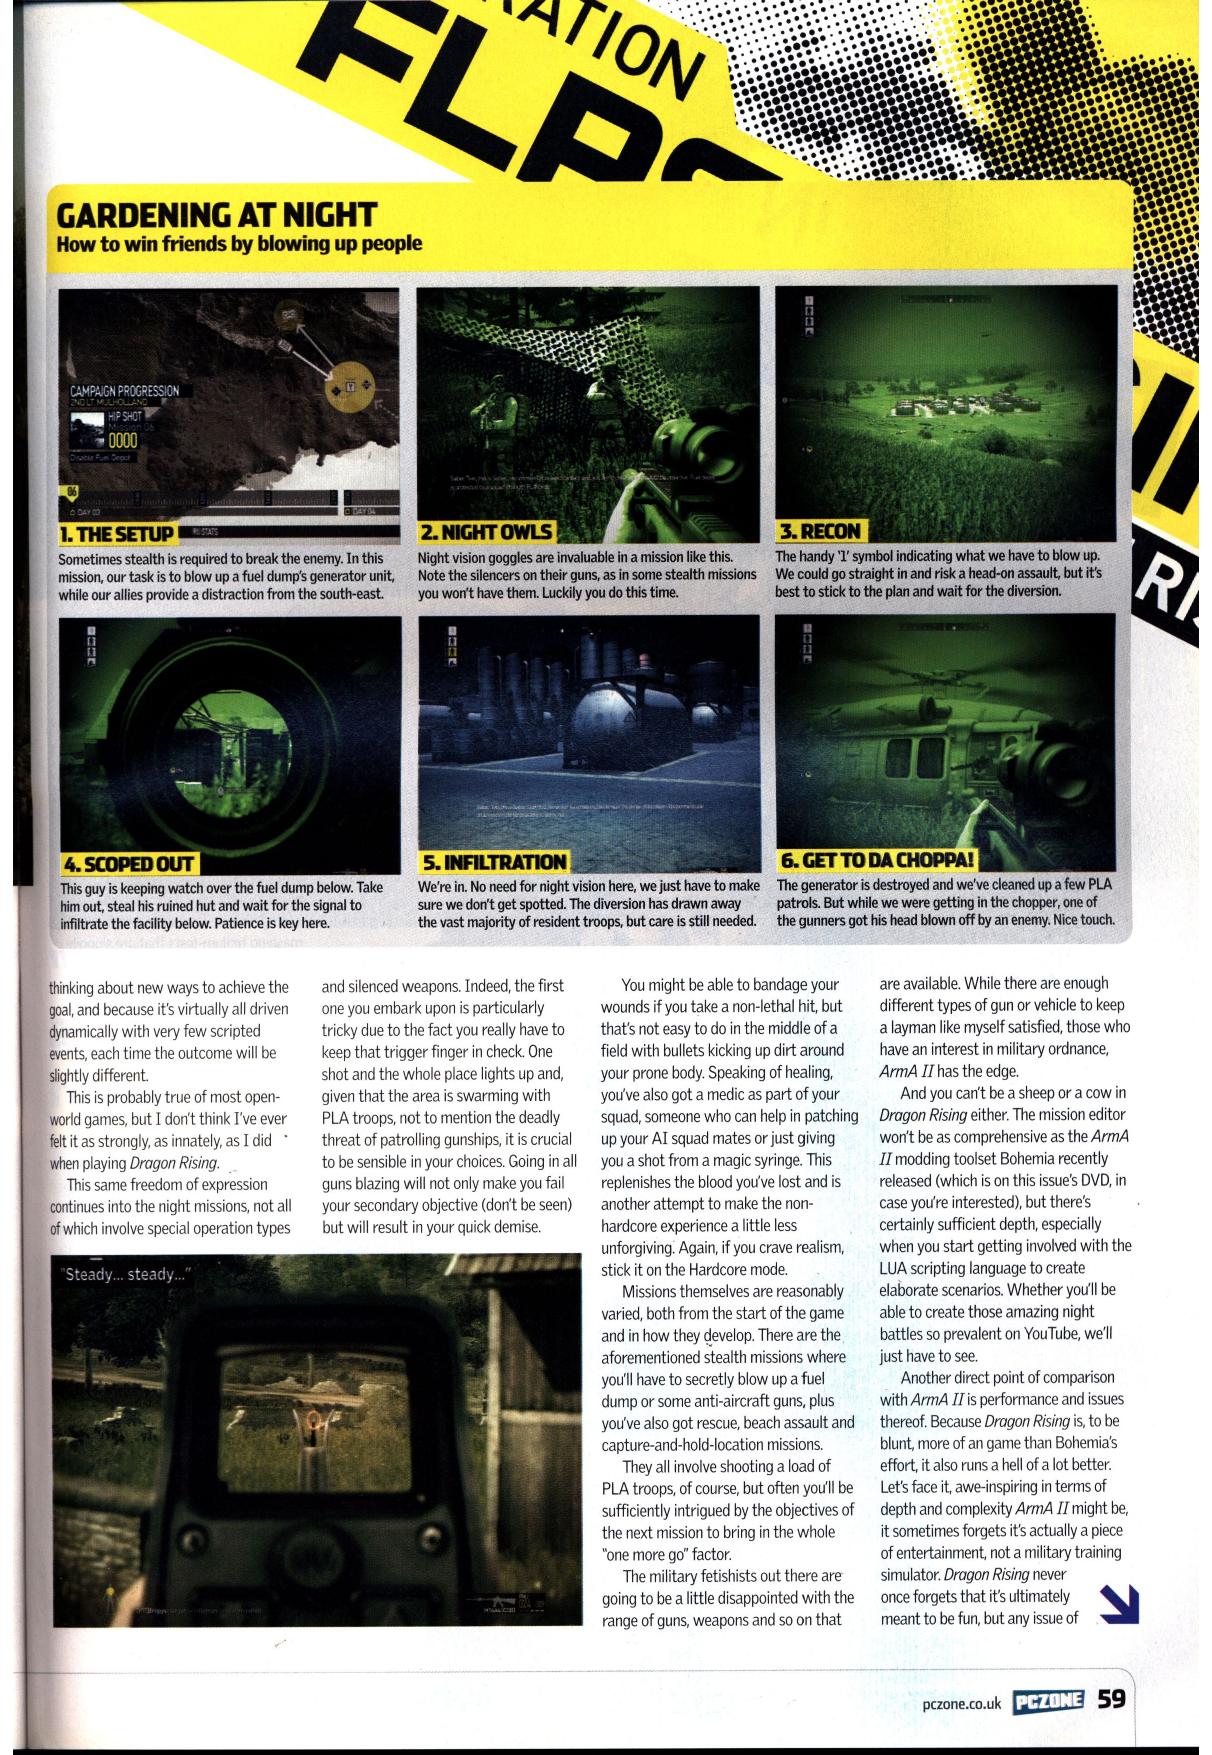 RATION
FLPS
RI
GARDENING AT NIGHT
How to win friends by blowing up people
CAMPAIGN PROGRESSION
2ND LT MULHOLLAND
HIP SHOT
Mission 06
0000
Disable Fuel Depot
06
DAY 03
DAY 04
STATS
1. THE SETUP
Sometimes stealth is required to break the enemy. In this
mission, our task is to blow up a fuel dump's generator unit,
while our allies provide a distraction from the south-east.
2. NIGHT OWLS
Night vision goggles are invaluable in a mission like this.
Note the silencers on their guns, as in some stealth missions
you won't have them. Luckily you do this time.
3. RECON
The handy '1' symbol indicating what we have to blow up.
We could go straight in and risk a head-on assault, but it's
best to stick to the plan and wait for the diversion.
4. SCOPED OUT
This guy is keeping watch over the fuel dump below. Take
him out, steal his ruined hut and wait for the signal to
infiltrate the facility below. Patience is key here.
5. INFILTRATION
We're in. No need for night vision here, we just have to make
sure we don't get spotted. The diversion has drawn away
the vast majority of resident troops, but care is still needed.
6. GET TO DA CHOPPA!
The generator is destroyed and we've cleaned up a few PLA
patrols. But while we were getting in the chopper, one of
the gunners got his head blown off by an enemy. Nice touch.
thinking about new ways to achieve the
goal, and because it's virtually all driven
dynamically with very few scripted
events, each time the outcome will be
slightly different.
This is probably true of most open-
world games, but I don't think I've ever
felt it as strongly, as innately, as I did
when playing Dragon Rising.
This same freedom of expression
continues into the night missions, not all
of which involve special operation types
and silenced weapons. Indeed, the first
one you embark upon is particularly
tricky due to the fact you really have to
keep that trigger finger in check. One
shot and the whole place lights up and,
given that the area is swarming with
PLA troops, not to mention the deadly
threat of patrolling gunships, it is crucial
to be sensible in your choices. Going in all
guns blazing will not only make you fail
your secondary objective (don't be seen)
but will result in your quick demise.
"Steady... steady..."
You might be able to bandage your
wounds if you take a non-lethal hit, but
that's not easy to do in the middle of a
field with bullets kicking up dirt around
your prone body. Speaking of healing,
you've also got a medic as part of your
squad, someone who can help in patching
up your AI squad mates or just giving
you a shot from a magic syringe. This
replenishes the blood you've lost and is
another attempt to make the non-
hardcore experience a little less
unforgiving. Again, if you crave realism,
stick it on the Hardcore mode.
Missions themselves are reasonably
varied, both from the start of the game
and in how they develop. There are the
aforementioned stealth missions where
you'll have to secretly blow up a fuel
dump or some anti-aircraft guns, plus
you've also got rescue, beach assault and
capture-and-hold-location missions.
They all involve shooting a load of
PLA troops, of course, but often you'll be
sufficiently intrigued by the objectives of
the next mission to bring in the whole
"one more go" factor.
The military fetishists out there are
going to be a little disappointed with the
range of guns, weapons and so on that
are available. While there are enough
different types of gun or vehicle to keep
a layman like myself satisfied, those who
have an interest in military ordnance,
ArmA II has the edge.
And you can't be a sheep or a cow in
Dragon Rising either. The mission editor
won't be as comprehensive as the ArmA
II modding toolset Bohemia recently
released (which is on this issue's DVD, in
case you're interested), but there's
certainly sufficient depth, especially
when you start getting involved with the
LUA scripting language to create
elaborate scenarios. Whether you'll be
able to create those amazing night
battles so prevalent on YouTube, we'll
just have to see.
Another direct point of comparison
with ArmA II is performance and issues
thereof. Because Dragon Rising is, to be
blunt, more of an game than Bohemia's
effort, it also runs a hell of a lot better.
Let's face it, awe-inspiring in terms of
depth and complexity ArmA II might be,
it sometimes forgets it's actually a piece
of entertainment, not a military training
simulator. Dragon Rising never
once forgets that it's ultimately
meant to be fun, but any issue of
pczone.co.uk PCZONE 59